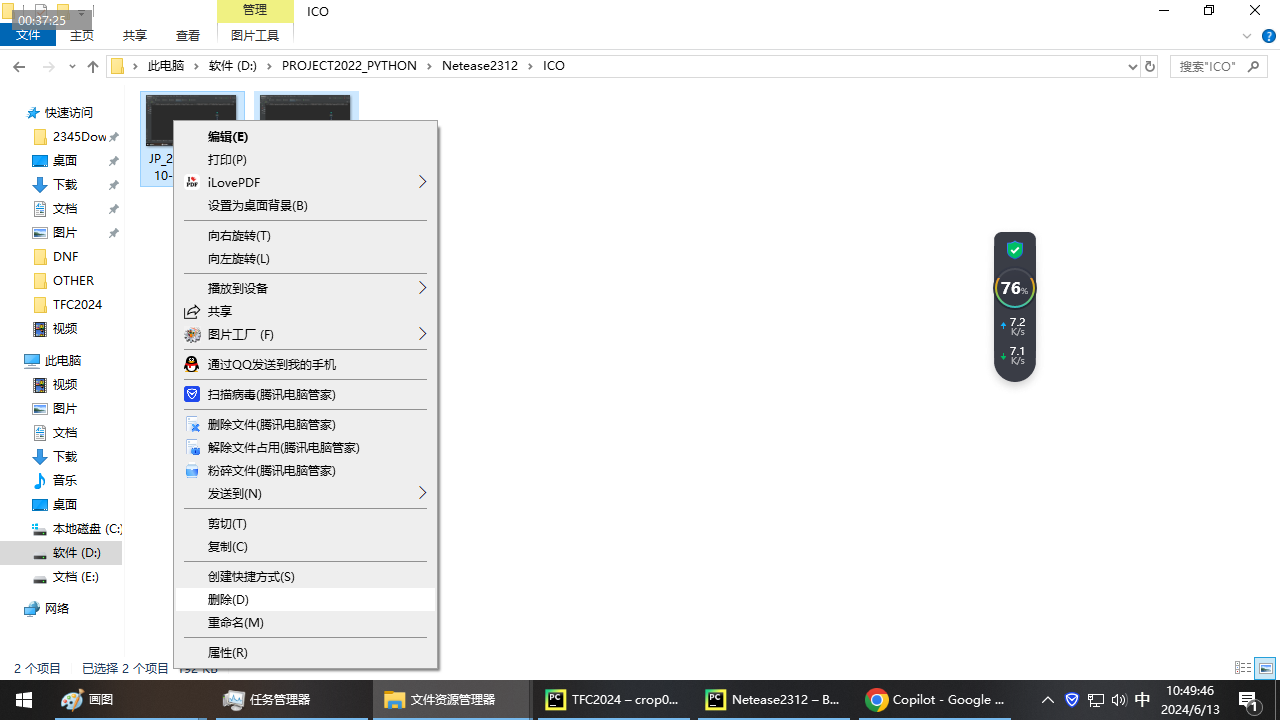 00:37:25
管理
ICO
文件
主页
共享
查看
图片工具
此电脑
软件 (D:)
PROJECT2022_PYTHON
Netease2312
ICO
搜索"ICO"
快速访问
2345Dow
桌面
下载
文档
图片
DNF
OTHER
TFC2024
视频
此电脑
视频
图片
文档
下载
音乐
桌面
本地磁盘 (C:)
软件 (D:)
文档 (E:)
网络
JP_2
10-
编辑(E)
打印(P)
iLovePDF
设置为桌面背景(B)
向右旋转(T)
向左旋转(L)
播放到设备
共享
图片工厂 (F)
通过QQ发送到我的手机
扫描病毒(腾讯电脑管家)
删除文件(腾讯电脑管家)
解除文件占用(腾讯电脑管家)
粉碎文件(腾讯电脑管家)
发送到(N)
剪切(T)
复制(C)
创建快捷方式(S)
删除(D)
重命名(M)
属性(R)
76%
7.2
K/s
7.1
K/s
2 个项目
已选择 2 个项目
192 KB
画图
任务管理器
文件资源管理器
TFC2024 – crop0...
Netease2312 – B...
Copilot - Google ...
中
10:49:46
2024/6/13
1